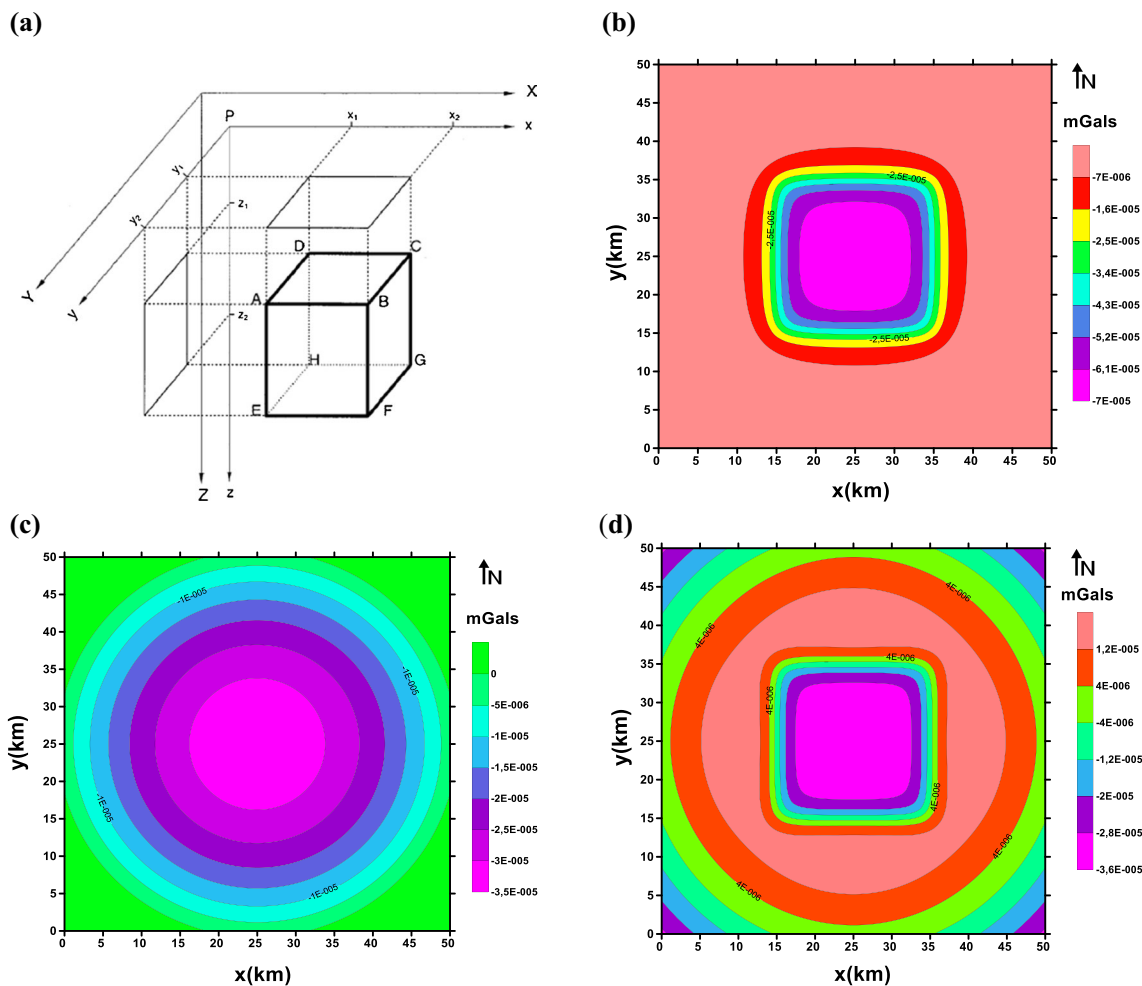 (a)
X
P
x₁
x₂
x
y₁
z₁
y₂
D
C
Y
y
A
B
z₂
H
G
E
F
Z
z
(b)
N
mGals
-7E-006
-1,6E-005
-2,5E-005
-3,4E-005
-4,3E-005
-5,2E-005
-6,1E-005
-7E-005
-2,5E-005
-2,5E-005
-2,5E-005
50
45
40
35
30
25
20
15
10
5
0
y(km)
0 5 10 15 20 25 30 35 40 45 50
x(km)
(c)
N
mGals
0
-5E-006
-1E-005
-1,5E-005
-2E-005
-2,5E-005
-3E-005
-3,5E-005
-1E-005
-1E-005
-1E-005
-1E-005
50
45
40
35
30
25
20
15
10
5
0
y(km)
0 5 10 15 20 25 30 35 40 45 50
x(km)
(d)
N
mGals
1,2E-005
4E-006
-4E-006
-1,2E-005
-2E-005
-2,8E-005
-3,6E-005
4E-006
4E-006
4E-006
4E-006
4E-006
4E-006
4E-006
50
45
40
35
30
25
20
15
10
5
0
y(km)
0 5 10 15 20 25 30 35 40 45 50
x(km)